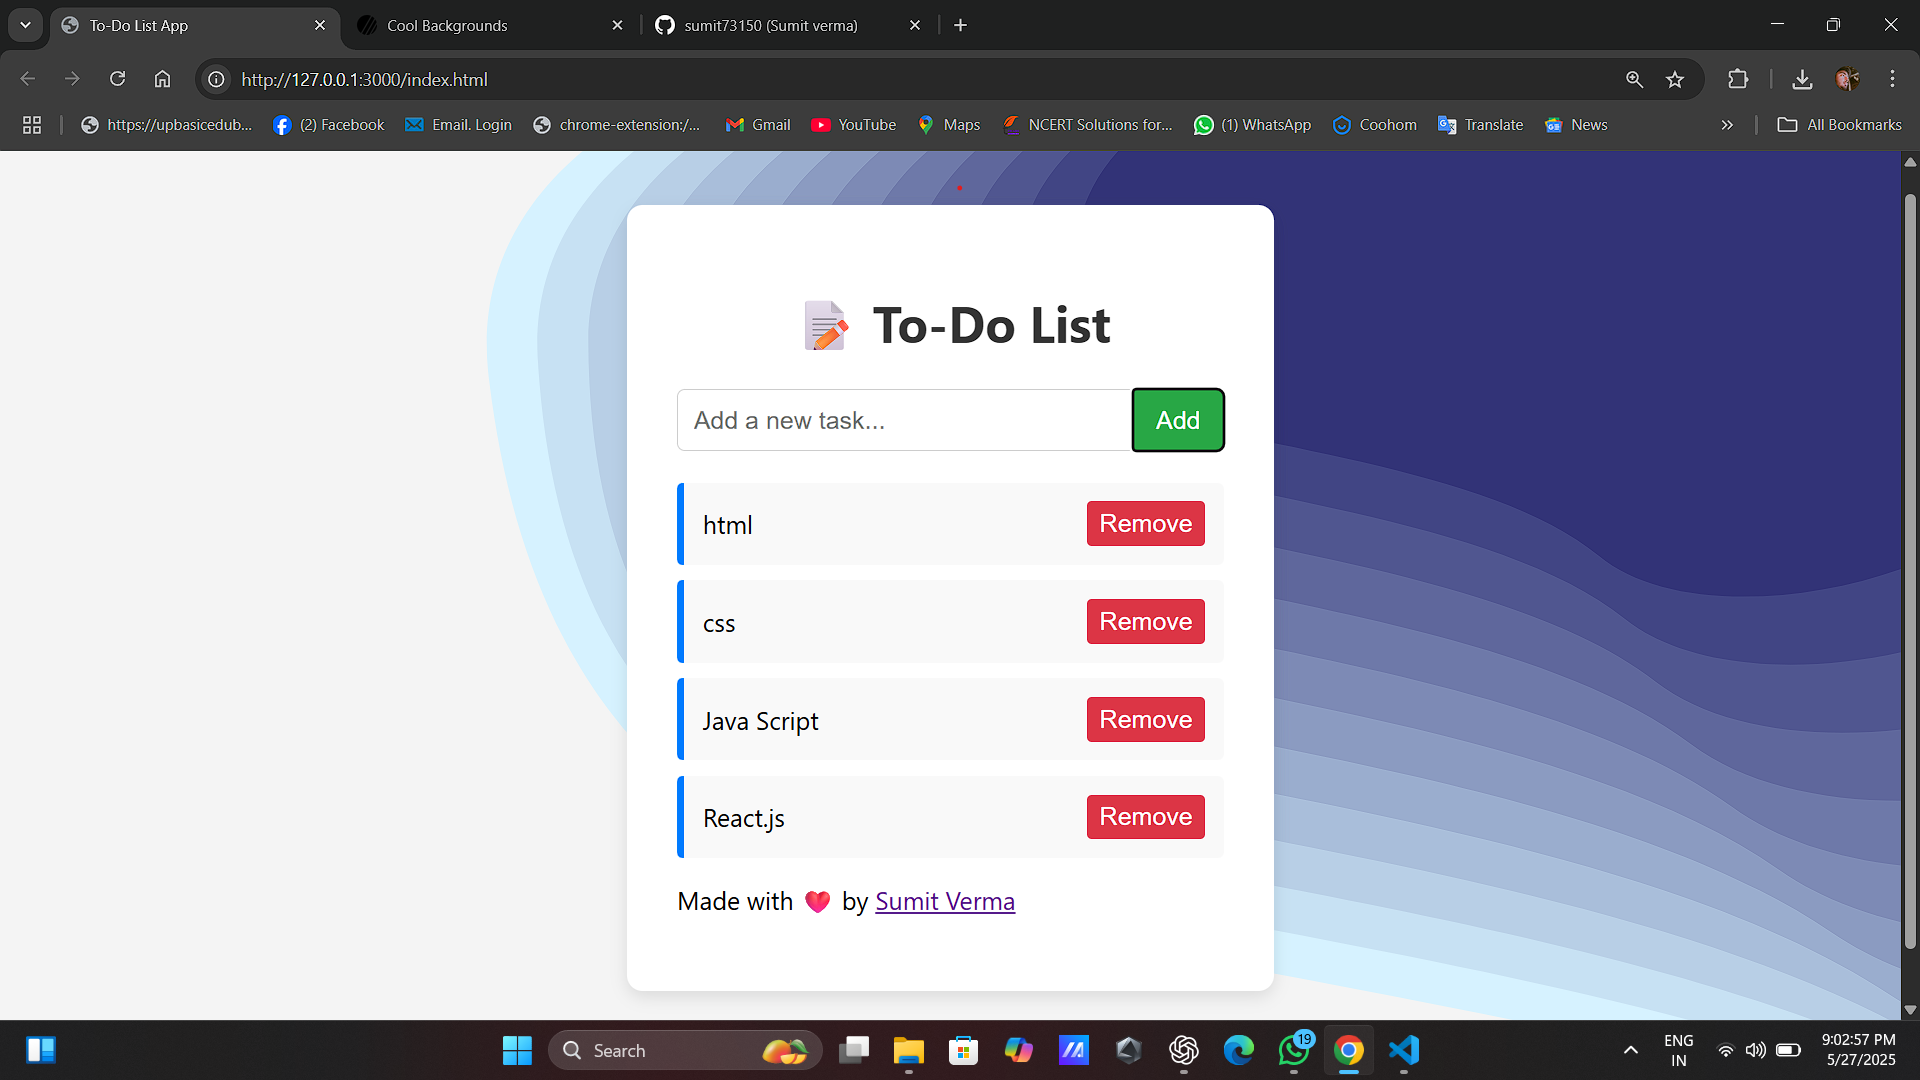 To-Do List App
Cool Backgrounds
sumit73150 (Sumit verma)
http://127.0.0.1:3000/index.html
https://upbasicedub... (2) Facebook Email. Login chrome-extension:/... Gmail YouTube Maps NCERT Solutions for... (1) WhatsApp Coohom Translate News All Bookmarks
To-Do List
Add a new task... Add
html Remove
css Remove
Java Script Remove
React.js Remove
Made with ❤️ by Sumit Verma
Search
19
ENG
IN
9:02:57 PM
5/27/2025